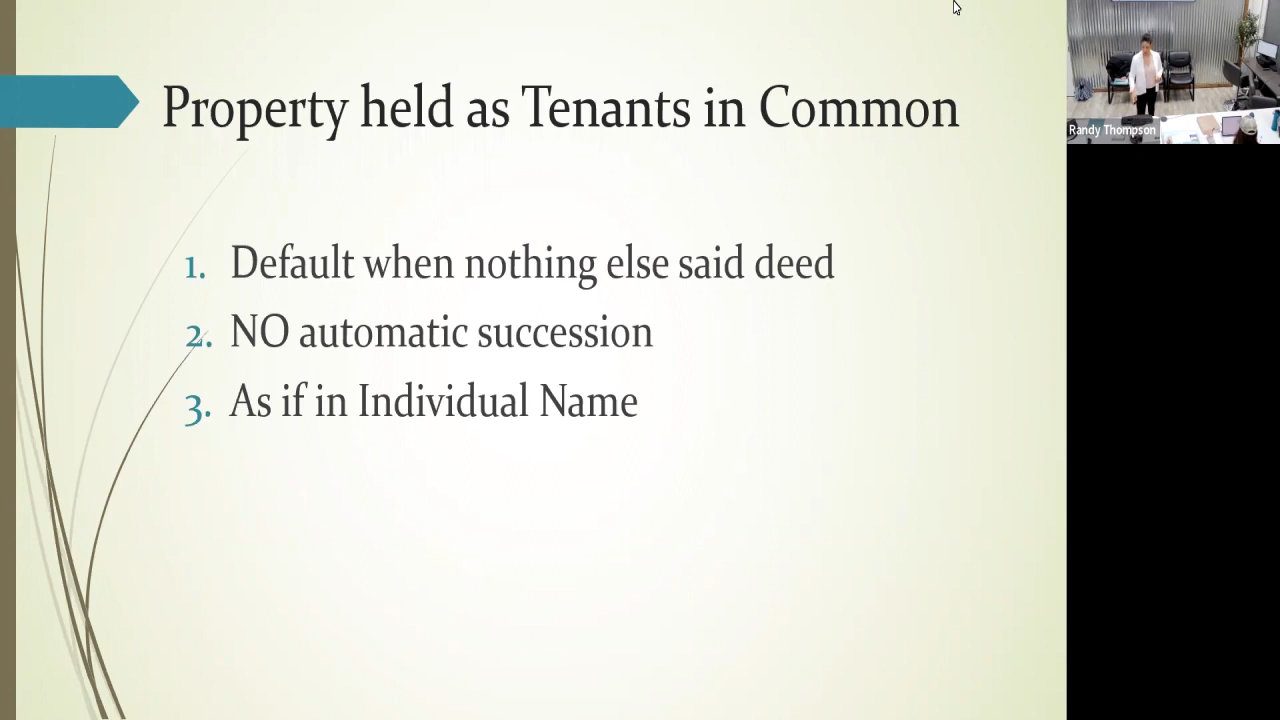 Property held as Tenants in Common
1. Default when nothing else said deed
2. NO automatic succession
3. As if in Individual Name
Randy Thompson